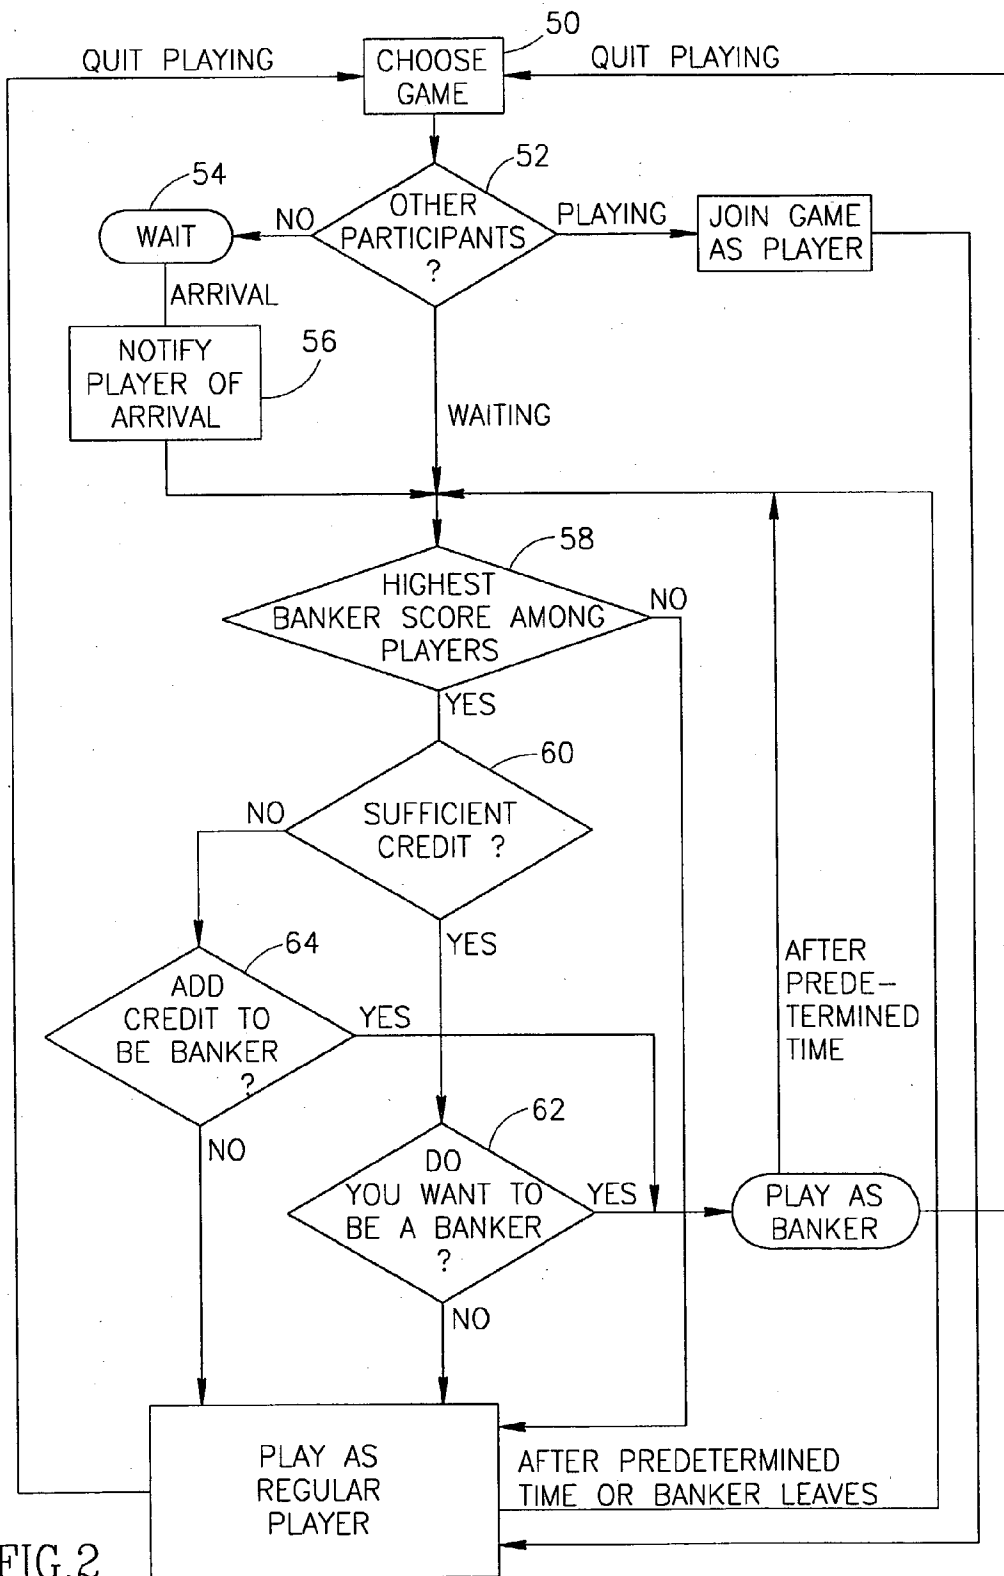 50
QUIT PLAYING
CHOOSE
GAME
QUIT PLAYING
52
54
OTHER
PARTICIPANTS
?
NO
WAIT
PLAYING
JOIN GAME
AS PLAYER
ARRIVAL
56
NOTIFY
PLAYER OF
ARRIVAL
WAITING
58
HIGHEST
BANKER SCORE AMONG
PLAYERS
NO
YES
60
SUFFICIENT
CREDIT ?
NO
YES
64
ADD
CREDIT TO
BE BANKER
?
YES
NO
AFTER
PREDE-
TERMINED
TIME
62
DO
YOU WANT TO
BE A BANKER
?
YES
NO
PLAY AS
BANKER
PLAY AS
REGULAR
PLAYER
AFTER PREDETERMINED
TIME OR BANKER LEAVES
FIG.2